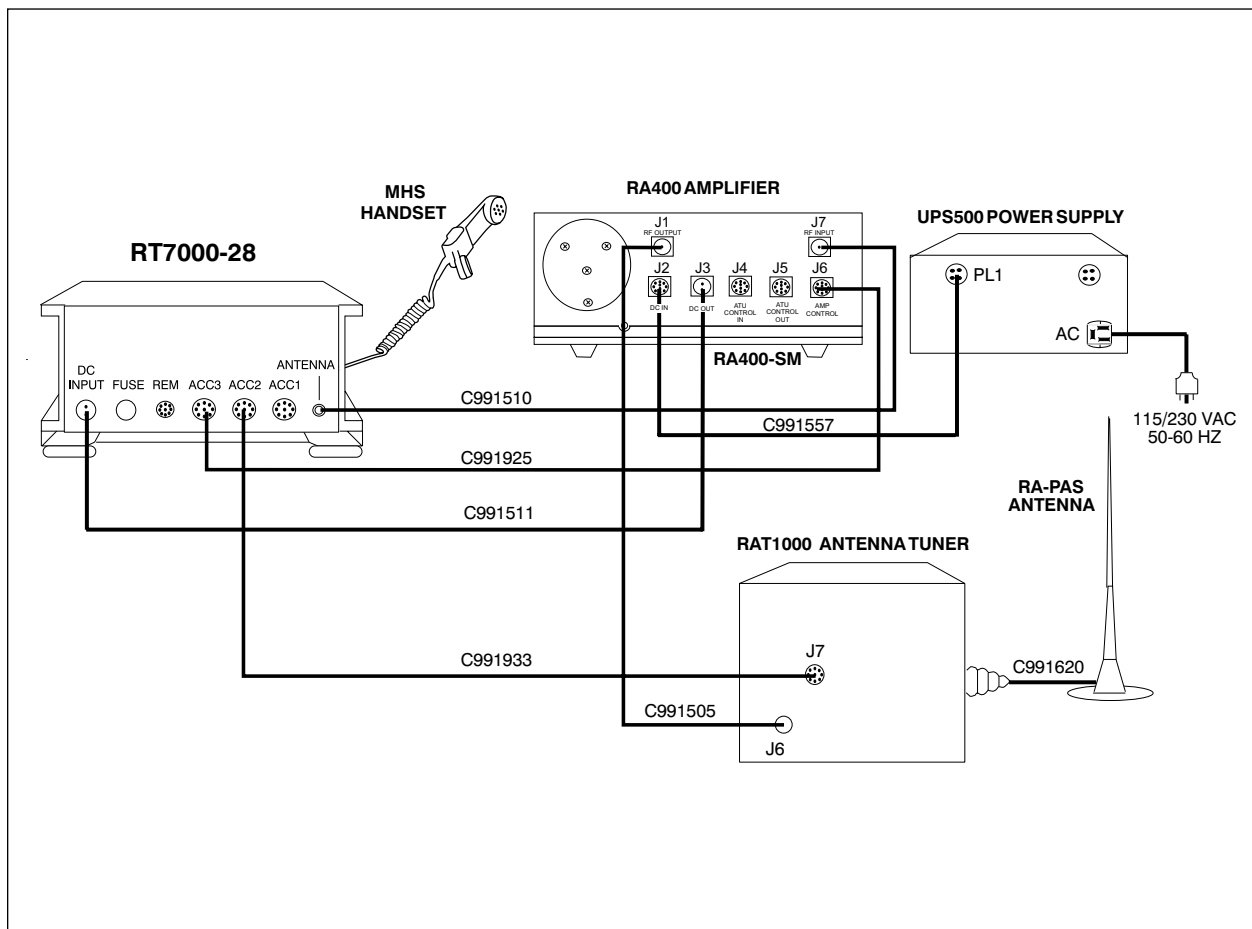 MHS
HANDSET
RT7000-28
DC
INPUT
FUSE
REM
ACC3
ACC2
ACC1
ANTENNA
RA400 AMPLIFIER
J1
RF OUTPUT
J7
RF INPUT
J2
DC IN
J3
DC OUT
J4
ATU
CONTROL
IN
J5
ATU
CONTROL
OUT
J6
AMP
CONTROL
RA400-SM
UPS500 POWER SUPPLY
PL1
AC
115/230 VAC
50-60 HZ
C991510
C991557
C991925
C991511
RA-PAS
ANTENNA
RAT1000 ANTENNA TUNER
C991933
J7
C991620
C991505
J6